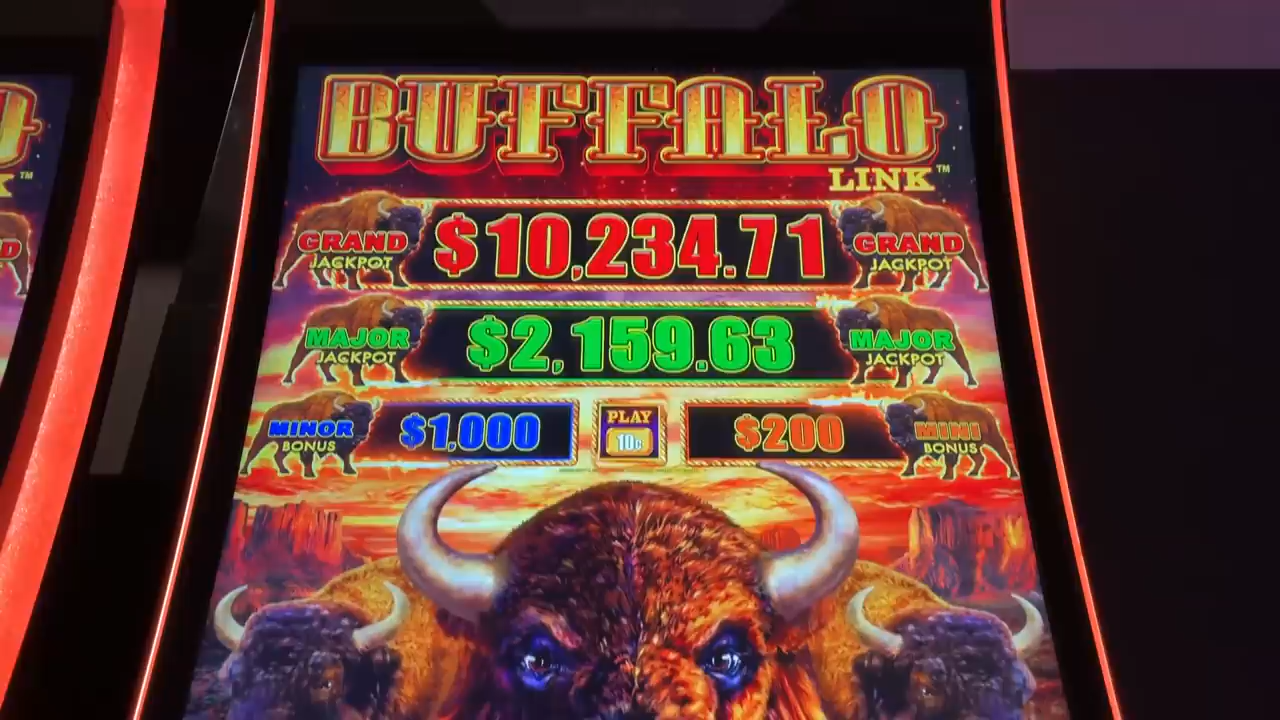 BUFFALO
LINK™
GRAND JACKPOT $10,234.71 GRAND JACKPOT
MAJOR JACKPOT $2,159.63 MAJOR JACKPOT
MINOR BONUS $1,000 PLAY 10¢ $200 MINI BONUS